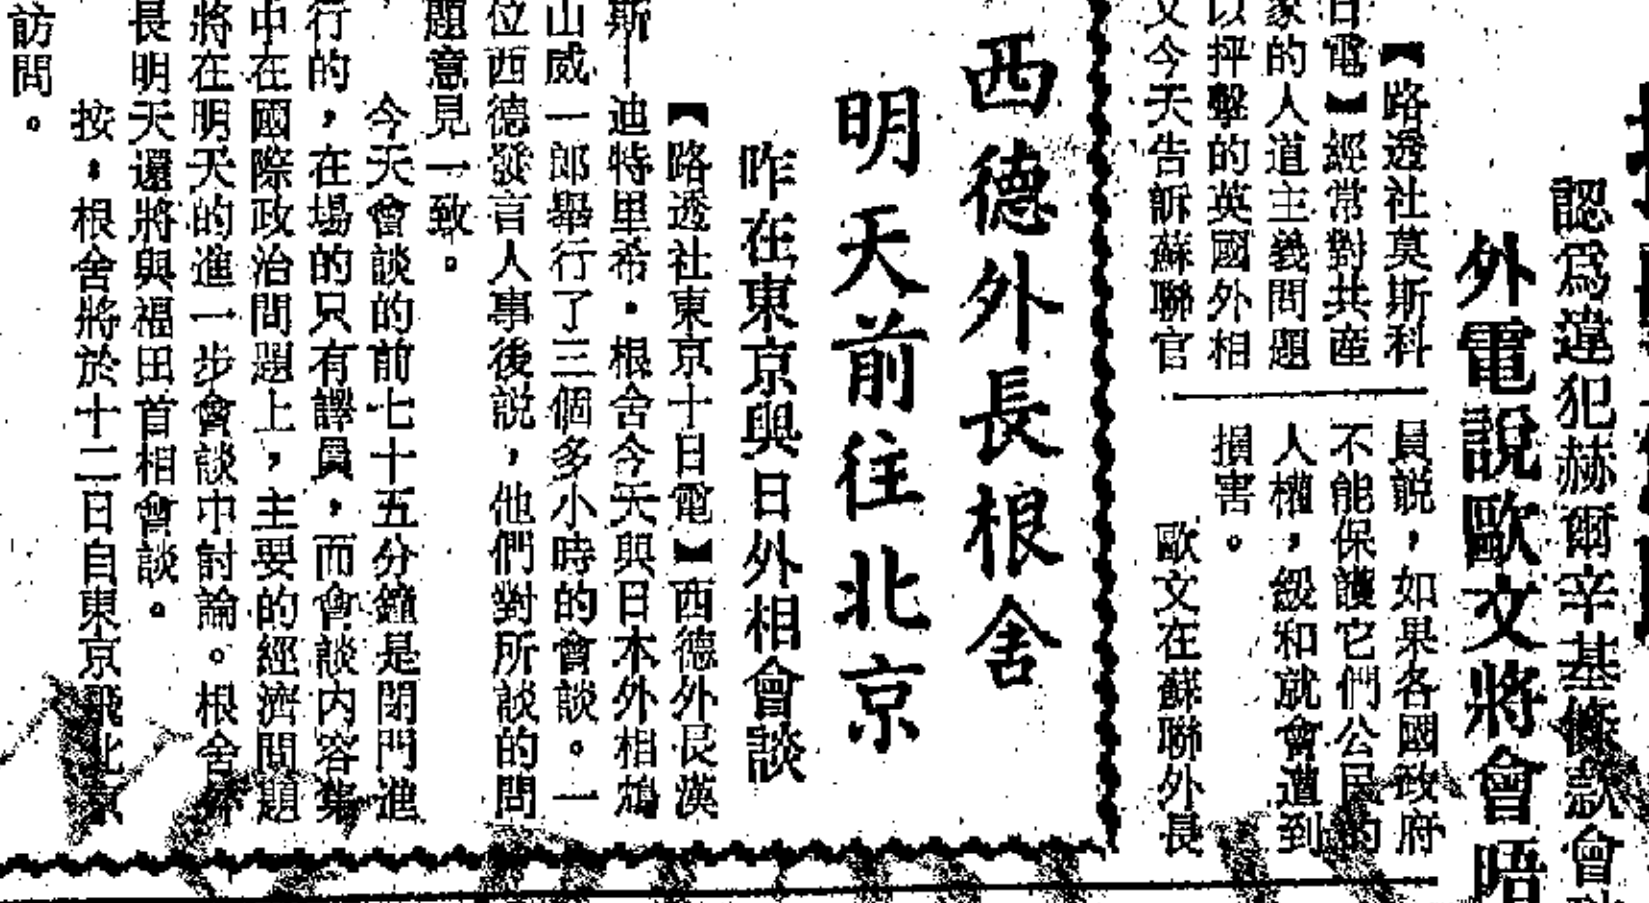 認爲違犯赫爾辛基條款會
外電說歐文將會晤
【路透社莫斯科
日電】經常對共産
家的人道主義問題
以抨擊的英國外相
文今天告訴蘇聯官
員説，如果各國政府
不能保護它們公民的
人權，緩和就會遭到
損害。
歐文在蘇聯外長
西德外長根舍
明天前往北京
昨在東京與日外相會談
【路透社東京十日電】西德外長漢
斯—迪特里希·根舍今天與日本外相鳩
山威一郎舉行了三個多小時的會談。一
位西德發言人事後説，他們對所談的問
題意見一致。
今天會談的前七十五分鐘是閉門進
行的，在場的只有譯員，而會談内容集
中在國際政治問題上，主要的經濟問題
將在明天的進一步會談中討論。根舍外
長明天還將與福田首相會談。
按：根舍將於十二日自東京飛北京
訪問。